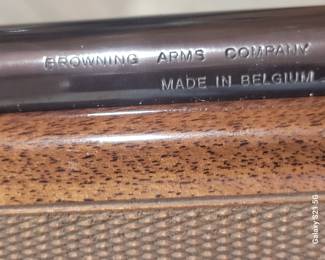 BROWNING ARMS COMPANY
MADE IN BELGIUM
Galaxy S21 5G